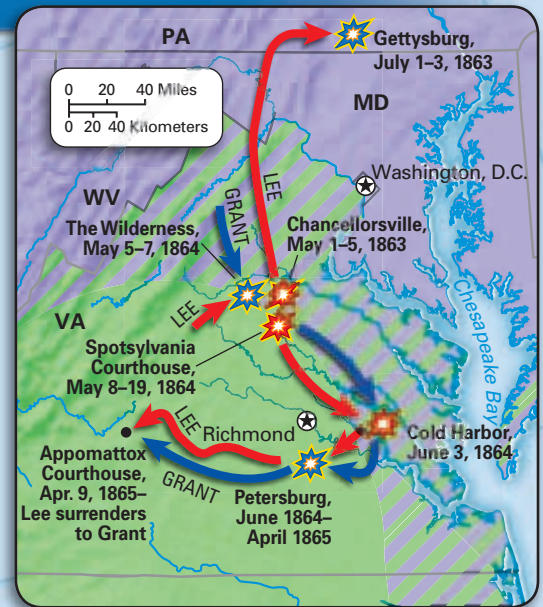 PA
Gettysburg,
July 1–3, 1863
0 20 40 Miles
0 20 40 Kilometers
MD
Washington, D.C.
WV
LEE
GRANT
The Wilderness,
May 5–7, 1864
Chancellorsville,
May 1–5, 1863
VA
LEE
Spotsylvania
Courthouse,
May 8–19, 1864
Chesapeake Bay
Richmond
Cold Harbor,
June 3, 1864
LEE
GRANT
Appomattox
Courthouse,
Apr. 9, 1865–
Lee surrenders
to Grant
Petersburg,
June 1864–
April 1865